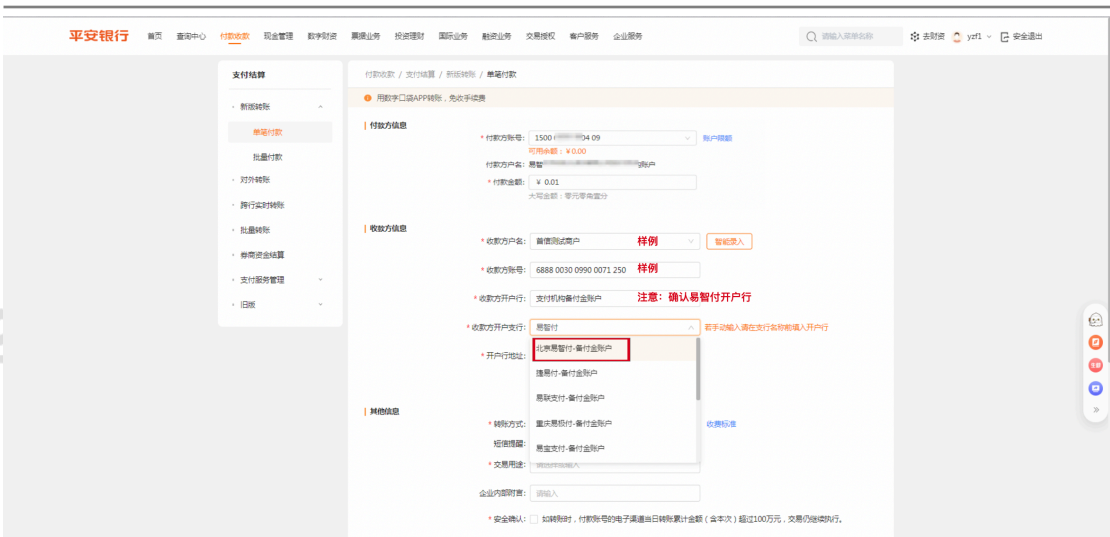 平安银行 首页 查询中心 付款收款 现金管理 数字财资 票据业务 投资理财 国际业务 融资业务 交易授权 客户服务 企业服务 请输入菜单名称 去财资 yzf1 安全退出
支付结算
新版转账
单笔付款
批量付款
对外转账
跨行实时转账
批量转账
券商资金结算
支付服务管理
旧版
付款收款 / 支付结算 / 新版转账 / 单笔付款
用数字口袋APP转账，免收手续费
付款方信息
* 付款方账号: 1500 04 09 账户限额
可用余额：￥0.00
付款方户名: 易智 账户
* 付款金额: ￥ 0.01
大写金额：零元零角壹分
收款方信息
* 收款方户名: 首信测试商户 样例 智能录入
* 收款方账号: 6888 0030 0990 0071 250 样例
* 收款方开户行: 支付机构备付金账户 注意：确认易智付开户行
* 收款方开户支行: 易智付 若手动输入请在支行名称前填入开户行
北京易智付-备付金账户
* 开户行地址:
捷易付-备付金账户
易联支付-备付金账户
其他信息
* 转账方式: 重庆易极付-备付金账户 收费标准
短信提醒:
易宝支付-备付金账户
* 交易用途:
企业内部附言: 请输入
* 安全确认: 如转账时，付款账号的电子渠道当日转账累计金额（含本次）超过100万元，交易仍继续执行。